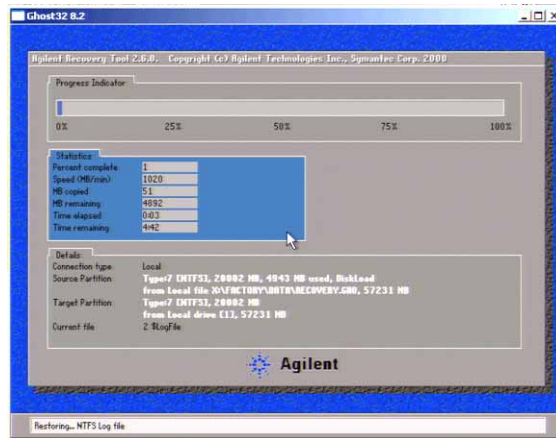 Ghost32 8.2
Agilent Recovery Tool 2.6.0. Copyright (c) Agilent Technologies Inc., Symantec Corp. 2000
Progress Indicator
0% 25% 50% 75% 100%
Statistics
Percent complete 1
Speed (MB/min) 1020
MB copied 51
MB remaining 4892
Time elapsed 0:03
Time remaining 4:42
Details
Connection type Local
Source Partition Type:7 [NTFS], 20002 MB, 4943 MB used, DiskLoad
from Local file X:\FACTORY\DATA\RECOVERY.GHO, 57231 MB
Target Partition Type:7 [NTFS], 20002 MB
from Local drive [1], 57231 MB
Current file 2 $LogFile
Agilent
Restoring... NTFS Log file